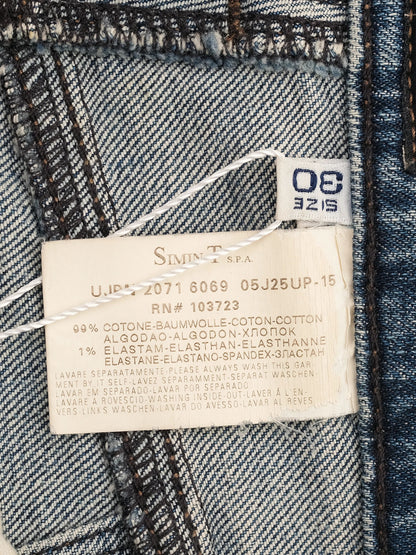 SIZE
30
SIMINT S.P.A.
2071 6069 05J25UP-15
RN# 103723
99% COTONE-BAUMWOLLE-COTON-COTTON
ALGODAO-ALGODON-ХЛОПОК
1% ELASTAM-ELASTHAN-ELASTHANNE
ELASTANE-ELASTANO-SPANDEX-ЭЛАСТАН
LAVARE SEPARATAMENTE-PLEASE ALWAYS WASH THIS GAR-
MENT BY IT SELF-LAVEZ SEPARAMENT WASCHEN-
LAVAR EM SEPARADO-LAVAR POR SEPARADO
LAVARE A ROVESCIO-WASHING INSIDE OUT-LAVER À L'EN-
VERS LINKS WASCHEN-LAVAR DO AVESSO-LAVAR AL REVES